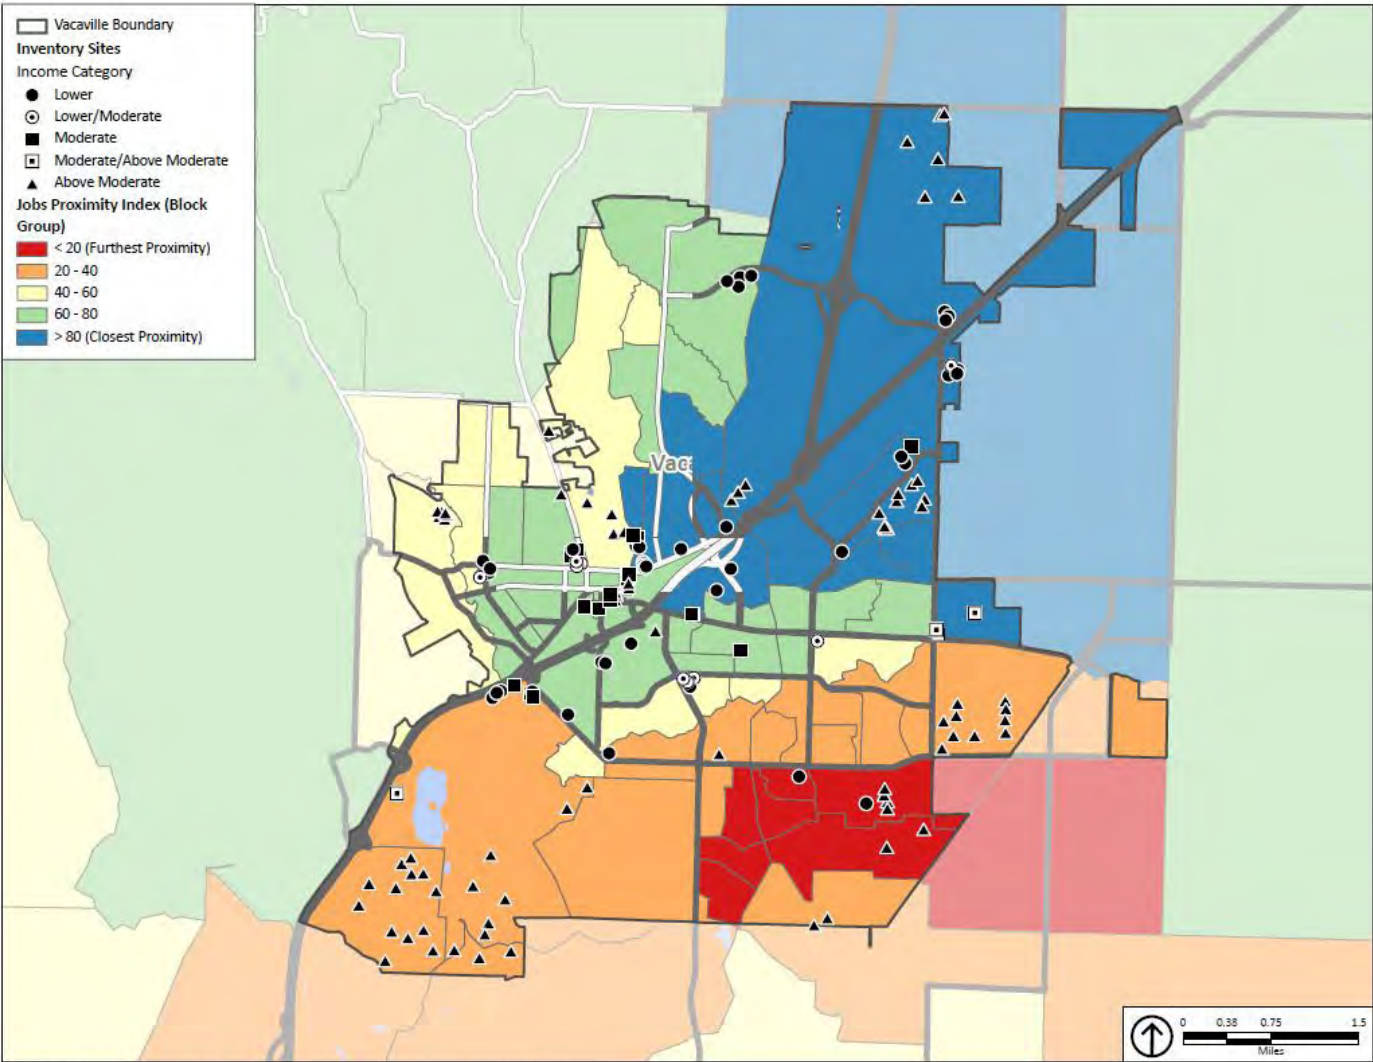 Vacaville Boundary
Inventory Sites
Income Category
Lower
Lower/Moderate
Moderate
Moderate/Above Moderate
Above Moderate
Jobs Proximity Index (Block
Group)
< 20 (Furthest Proximity)
20 - 40
40 - 60
60 - 80
> 80 (Closest Proximity)
Vaca
0 0.38 0.75 1.5
Miles